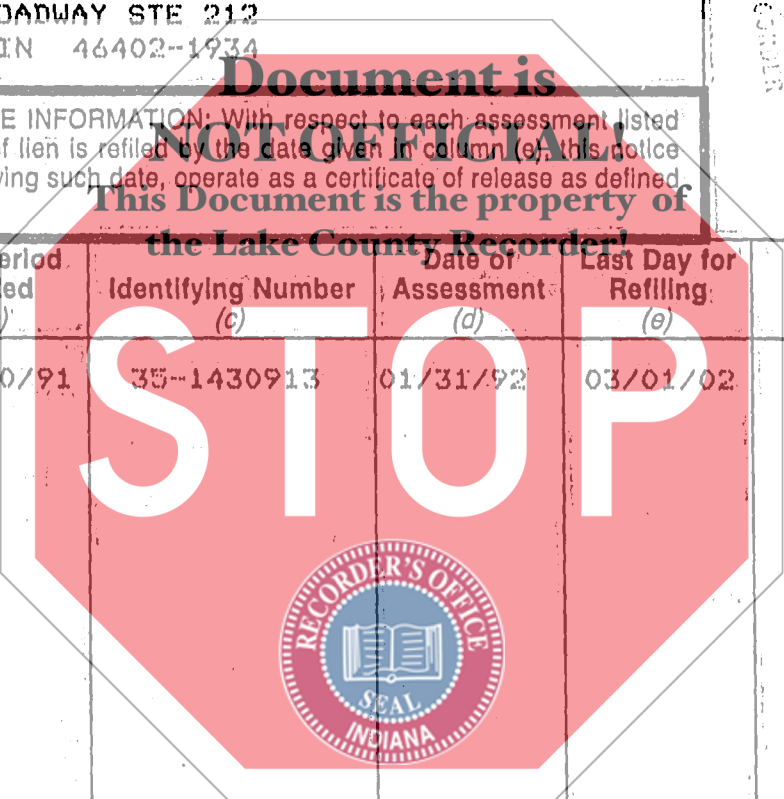 OADWAY STE 212
IN 46402-1934
Document is
NOT OFFICIAL!
This Document is the property of
the Lake County Recorder!
E INFORMATION: With respect to each assessment listed
f lien is refiled by the date given in column (e), this notice
ing such date, operate as a certificate of release as defined
eriod
ed
)
Identifying Number
(c)
Date of
Assessment
(d)
Last Day for
Refiling
(e)
0/91 35-1430913 01/31/92 03/01/02
STOP
RECORDER'S OFFICE
SEAL
INDIANA